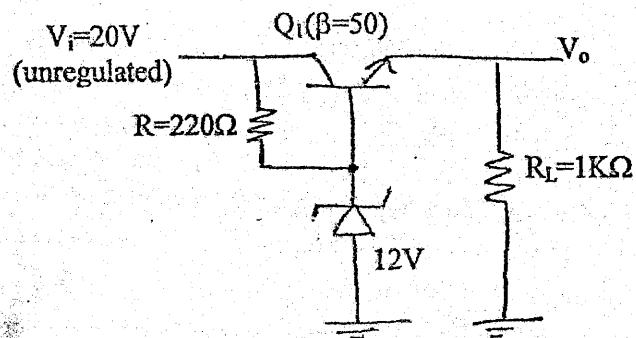 Vi=20V
(unregulated)
Q1(β=50)
Vo
R=220Ω
RL=1KΩ
12V